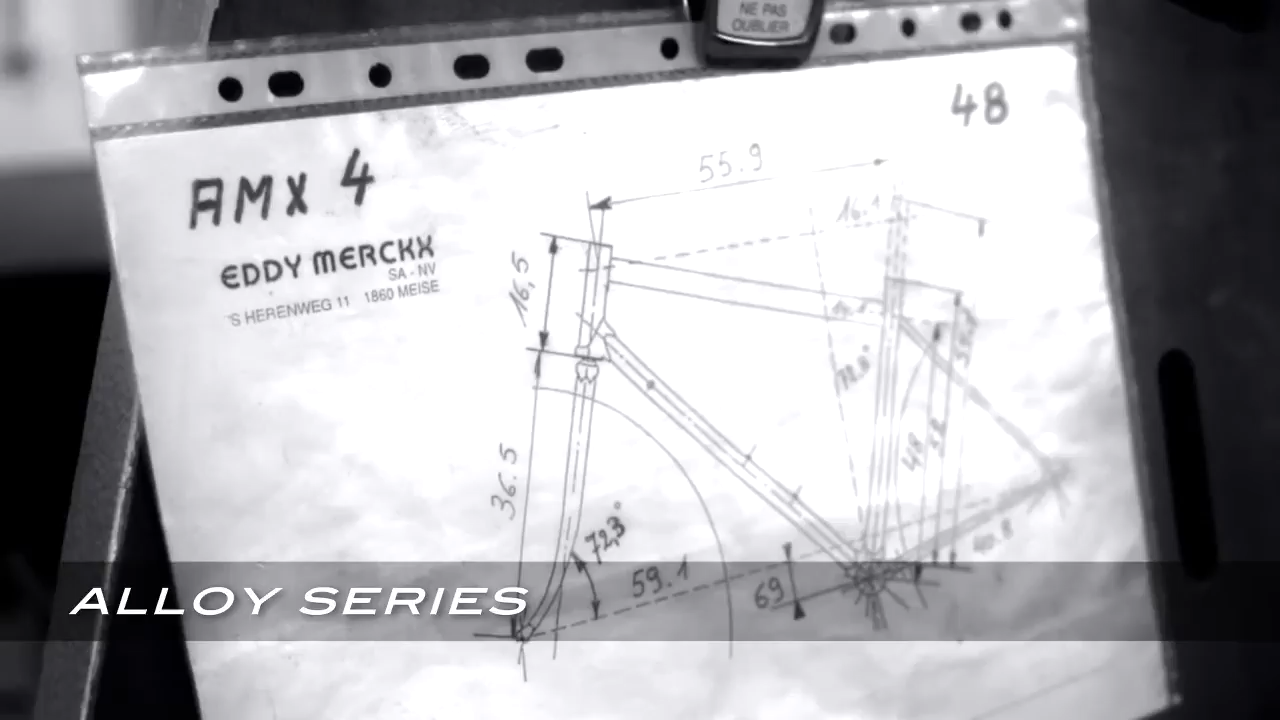 NE PAS
OUBLIER
48
AMX 4
EDDY MERCKX
SA - NV
'S HERENWEG 11 1860 MEISE
55.9
16.1
16,5
36.5
72,3°
59.1
69
48
ALLOY SERIES